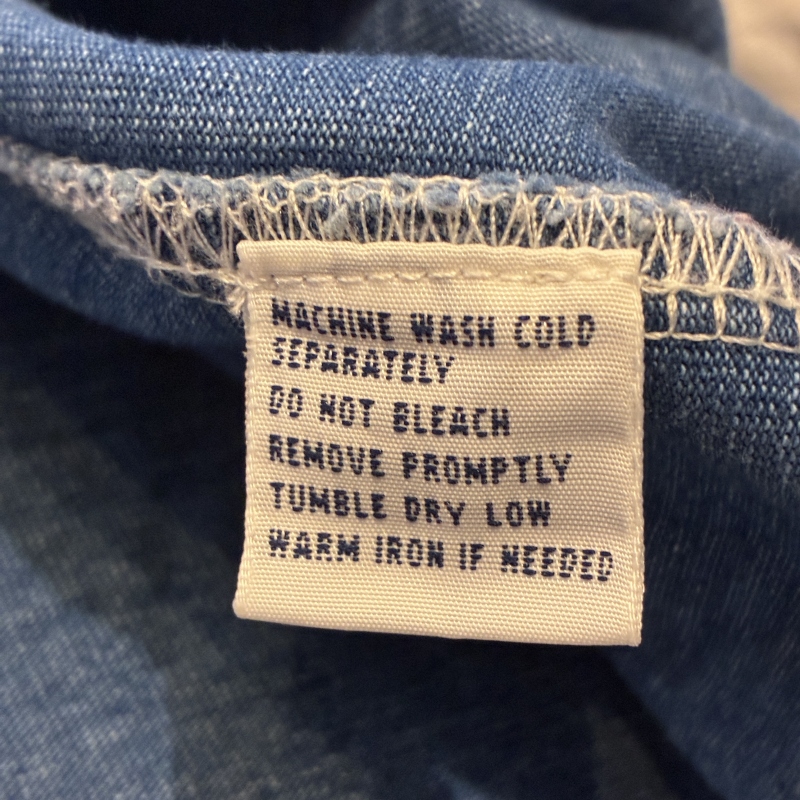 MACHINE WASH COLD
SEPARATELY
DO NOT BLEACH
REMOVE PROMPTLY
TUMBLE DRY LOW
WARM IRON IF NEEDED